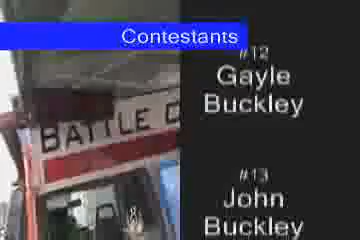 Contestants
#12
Gayle
Buckley
BATTLE C
#13
John
Buckley